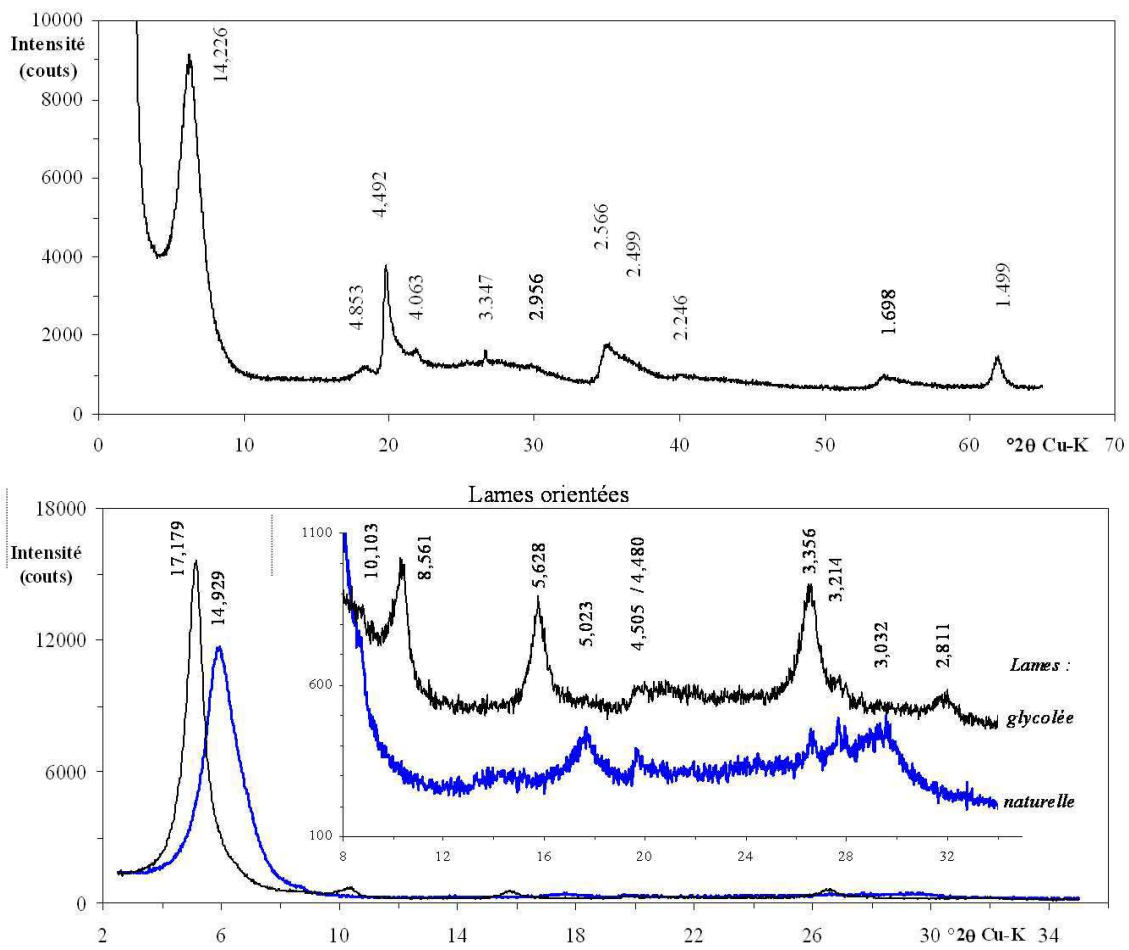 10000
Intensité
(couts)
8000
6000
4000
2000
0
14,226
4.853
4,492
4.063
3.347
2.956
2.566
2.499
2.246
1.698
1.499
0 10 20 30 40 50 60 70
°2θ Cu-K
Lames orientées
18000
Intensité
(couts)
12000
6000
0
17,179
14,929
1100
600
100
10,103
8,561
5,628
5,023
4,505 / 4,480
3,356
3,214
3,032
2,811
Lames :
glycolée
naturelle
8 12 16 20 24 28 32
2 6 10 14 18 22 26 30 34
°2θ Cu-K